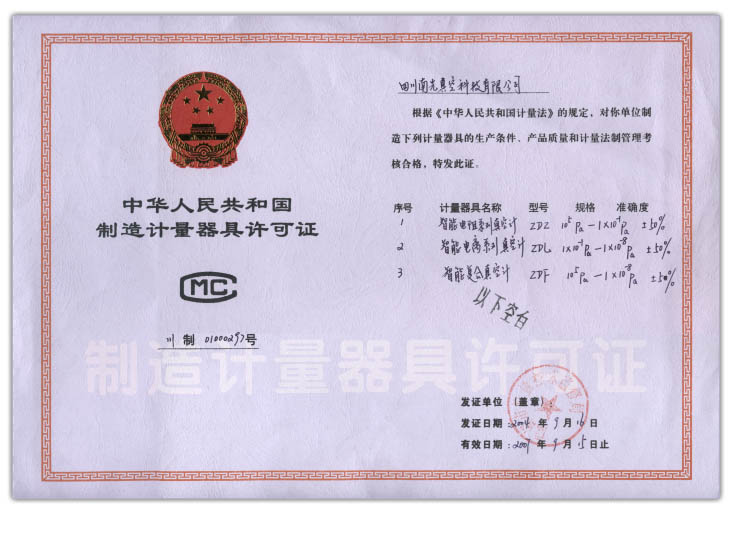 中华人民共和国
制造计量器具许可证
CMC
川 制 01000297号
四川南光真空科技有限公司
根据《中华人民共和国计量法》的规定，对你单位制
造下列计量器具的生产条件、产品质量和计量法制管理考
核合格，特发此证。
序号 计量器具名称 型号 规格 准确度
1 智能电阻系列真空计 ZDZ 10⁵Pa－1×10⁻¹Pa ±50%
2 智能电离系列真空计 ZDL 1×10⁻¹Pa－1×10⁻⁸Pa ±50%
3 智能复合真空计 ZDF 10⁵Pa－1×10⁻⁸Pa ±50%
以下空白
制造计量器具许可证
发证单位（盖章）
发证日期：2004年9月16日
有效日期：2009年9月15日止